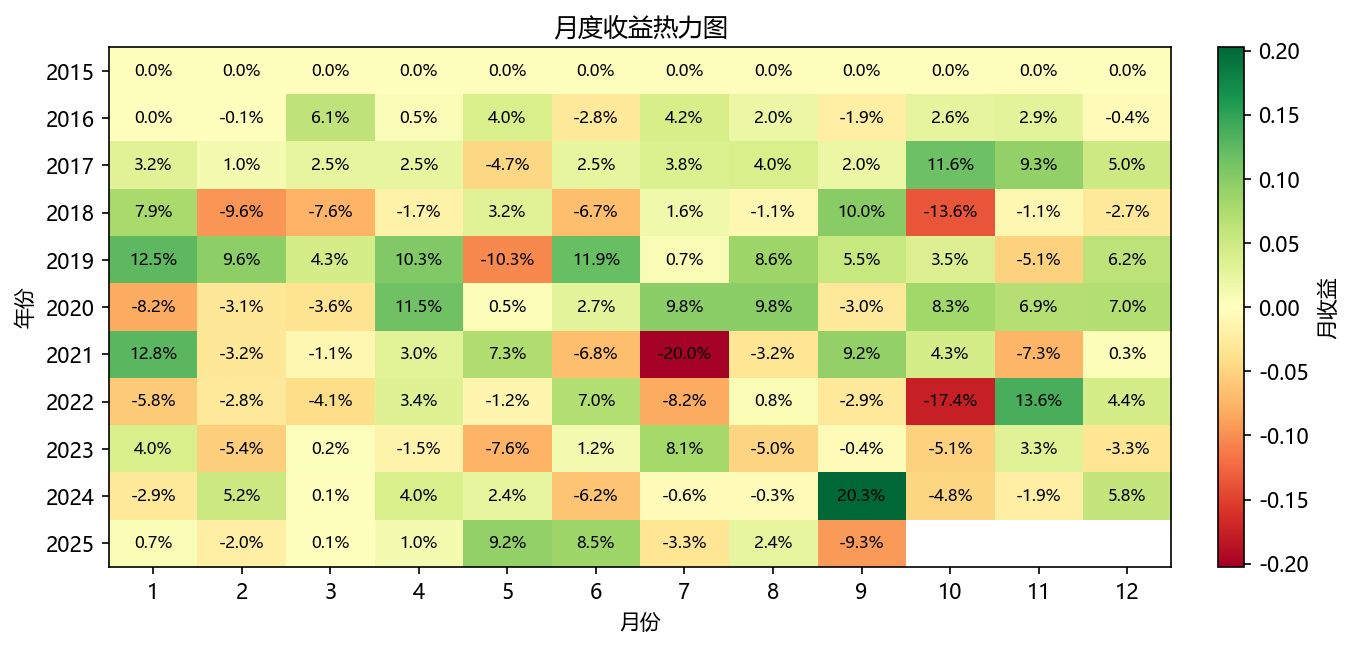 月度收益热力图
年份
2015 0.0% 0.0% 0.0% 0.0% 0.0% 0.0% 0.0% 0.0% 0.0% 0.0% 0.0% 0.0%
2016 0.0% -0.1% 6.1% 0.5% 4.0% -2.8% 4.2% 2.0% -1.9% 2.6% 2.9% -0.4%
2017 3.2% 1.0% 2.5% 2.5% -4.7% 2.5% 3.8% 4.0% 2.0% 11.6% 9.3% 5.0%
2018 7.9% -9.6% -7.6% -1.7% 3.2% -6.7% 1.6% -1.1% 10.0% -13.6% -1.1% -2.7%
2019 12.5% 9.6% 4.3% 10.3% -10.3% 11.9% 0.7% 8.6% 5.5% 3.5% -5.1% 6.2%
2020 -8.2% -3.1% -3.6% 11.5% 0.5% 2.7% 9.8% 9.8% -3.0% 8.3% 6.9% 7.0%
2021 12.8% -3.2% -1.1% 3.0% 7.3% -6.8% -20.0% -3.2% 9.2% 4.3% -7.3% 0.3%
2022 -5.8% -2.8% -4.1% 3.4% -1.2% 7.0% -8.2% 0.8% -2.9% -17.4% 13.6% 4.4%
2023 4.0% -5.4% 0.2% -1.5% -7.6% 1.2% 8.1% -5.0% -0.4% -5.1% 3.3% -3.3%
2024 -2.9% 5.2% 0.1% 4.0% 2.4% -6.2% -0.6% -0.3% 20.3% -4.8% -1.9% 5.8%
2025 0.7% -2.0% 0.1% 1.0% 9.2% 8.5% -3.3% 2.4% -9.3%
1 2 3 4 5 6 7 8 9 10 11 12
月份
0.20
0.15
0.10
0.05
0.00
-0.05
-0.10
-0.15
-0.20
月收益